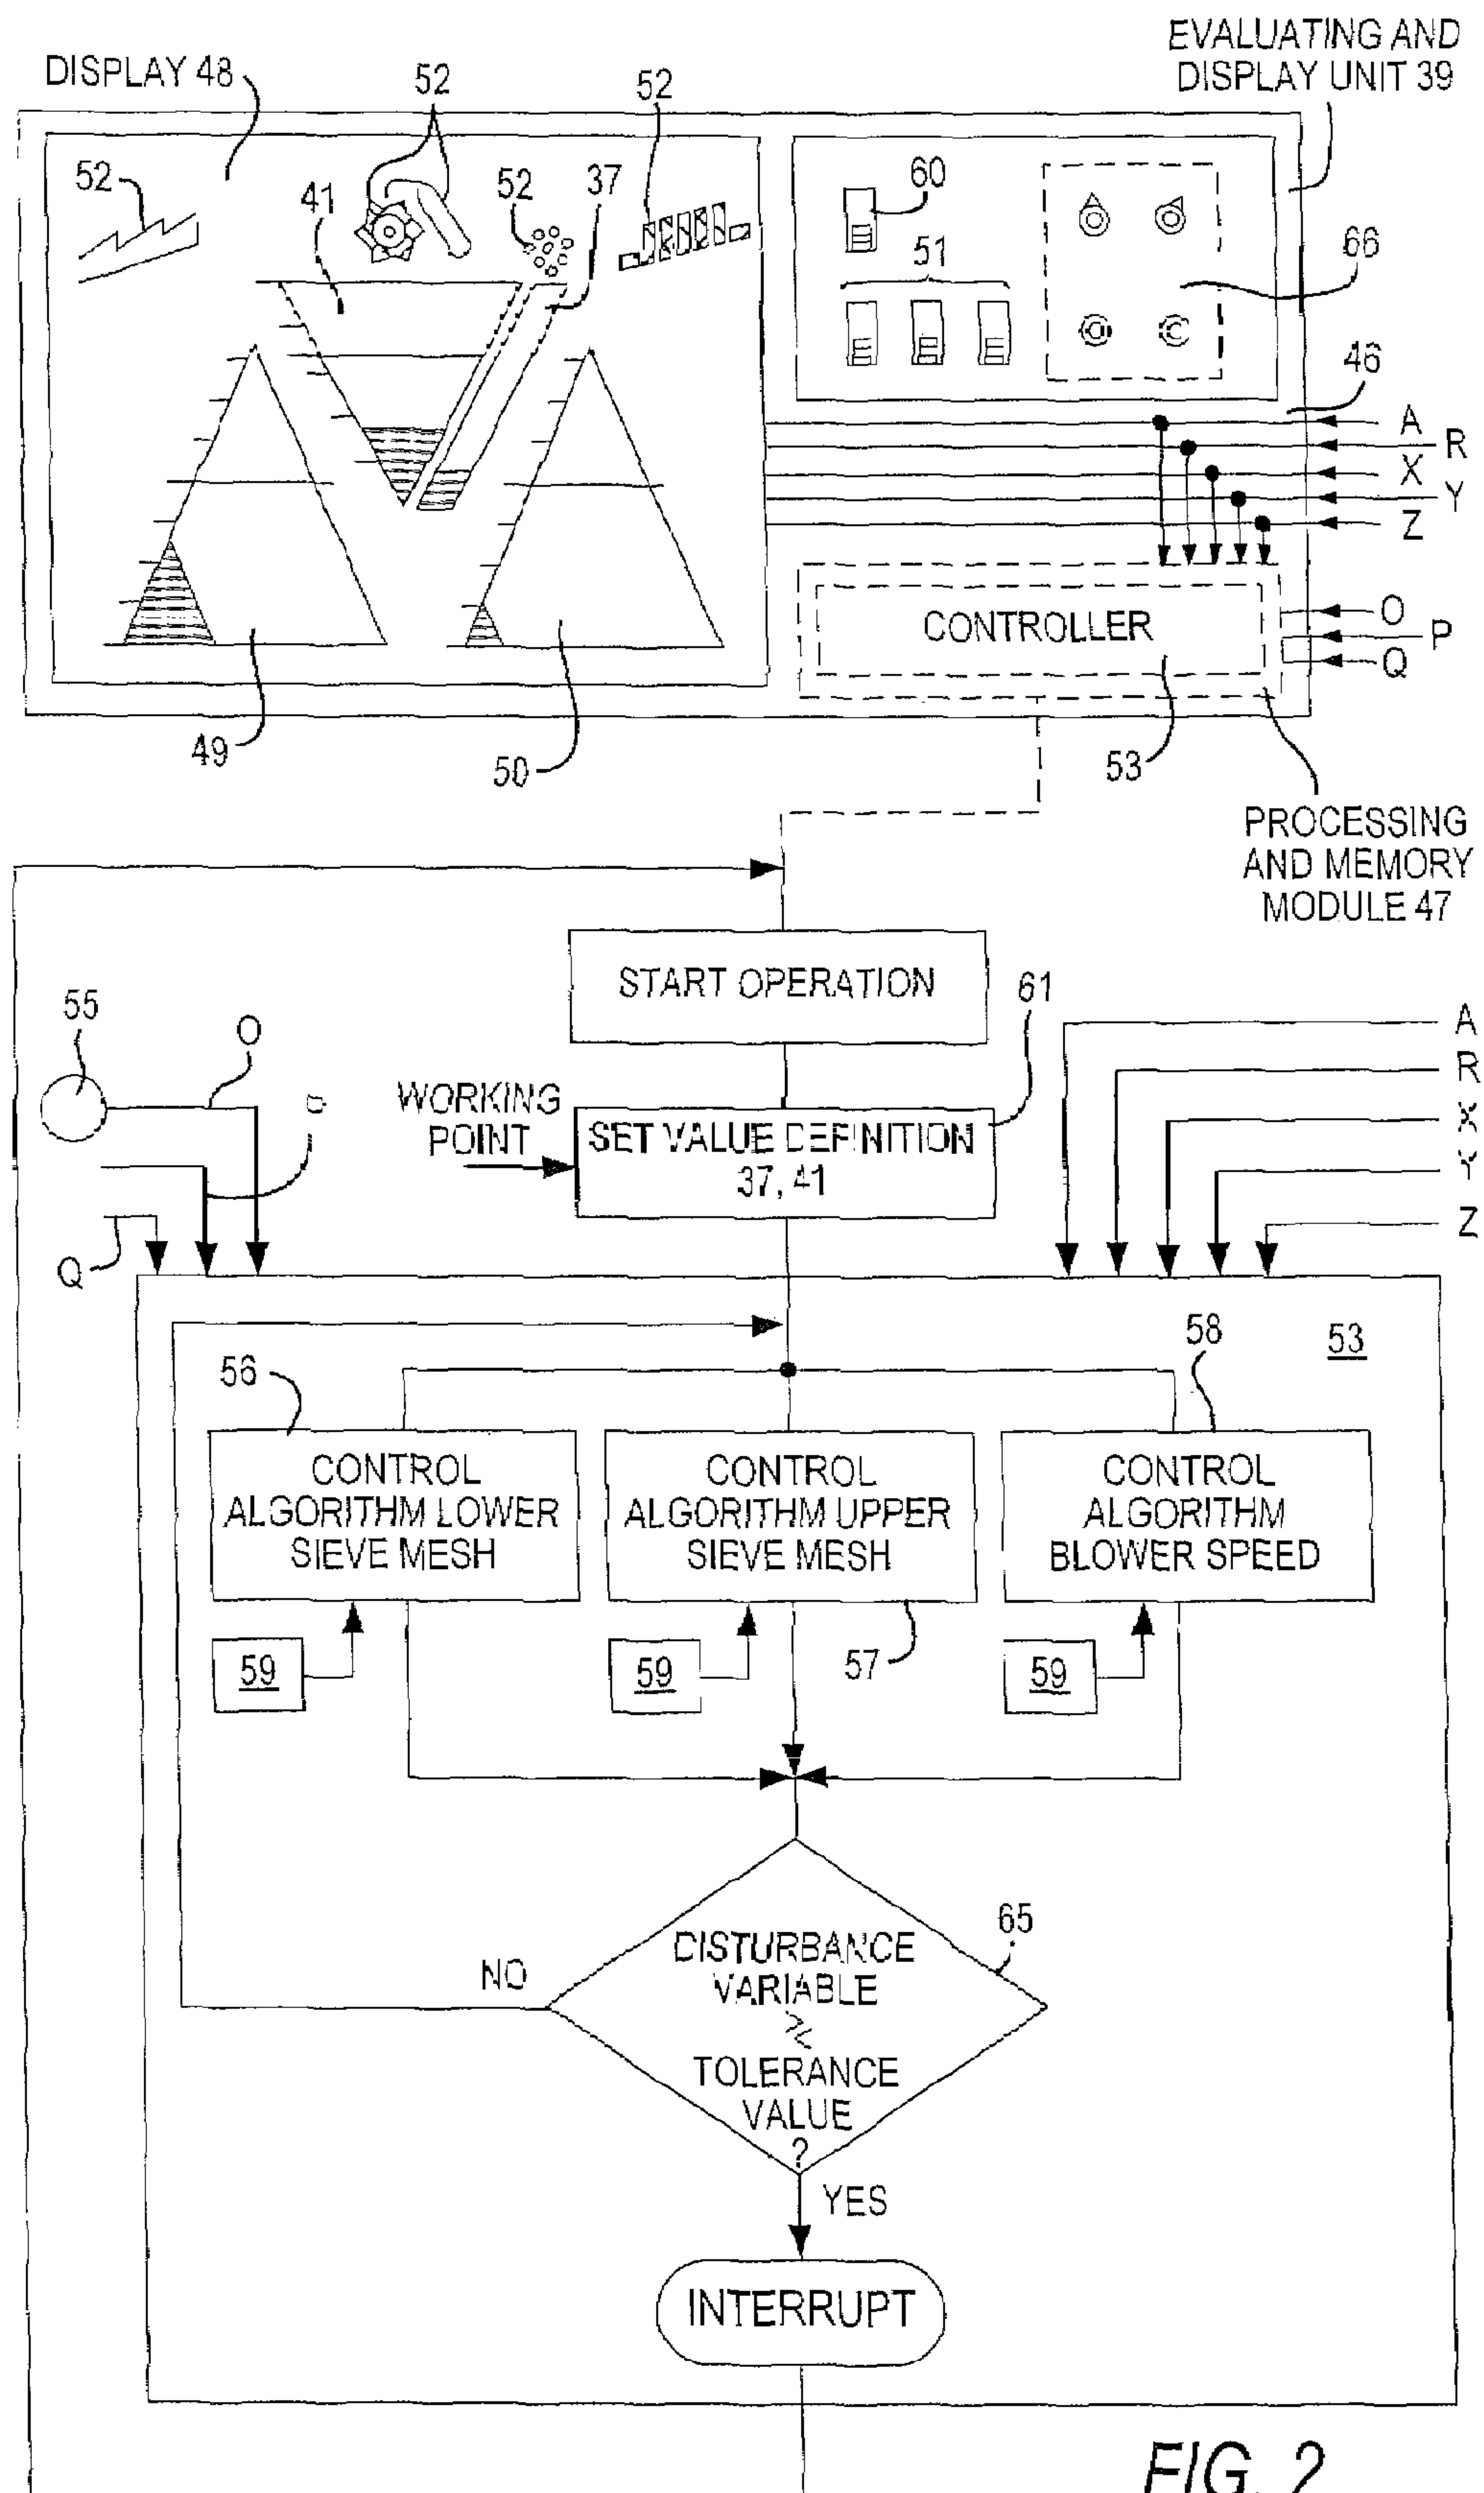 EVALUATING AND
DISPLAY UNIT 39
DISPLAY 48
52
52
52
41
52
37
60
51
66
46
A
R
X
Y
Z
CONTROLLER
O
P
Q
49
50
53
PROCESSING
AND MEMORY
MODULE 47
START OPERATION
61
55
O
WORKING
POINT
SET VALUE DEFINITION
37, 41
A
R
X
Y
Z
Q
53
56
58
CONTROL
ALGORITHM LOWER
SIEVE MESH
CONTROL
ALGORITHM UPPER
SIEVE MESH
CONTROL
ALGORITHM
BLOWER SPEED
59
59
57
59
65
DISTURBANCE
VARIABLE
TOLERANCE
VALUE
?
NO
YES
INTERRUPT
FIG. 2